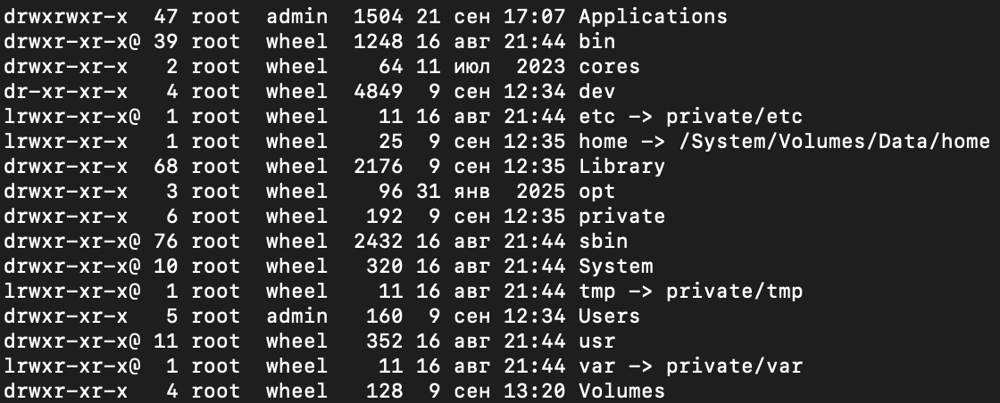 drwxrwxr-x  47 root  admin  1504 21 сен 17:07 Applications
drwxr-xr-x@ 39 root  wheel  1248 16 авг 21:44 bin
drwxr-xr-x   2 root  wheel    64 11 июл  2023 cores
dr-xr-xr-x   4 root  wheel  4849  9 сен 12:34 dev
lrwxr-xr-x@  1 root  wheel    11 16 авг 21:44 etc -> private/etc
lrwxr-xr-x   1 root  wheel    25  9 сен 12:35 home -> /System/Volumes/Data/home
drwxr-xr-x  68 root  wheel  2176  9 сен 12:35 Library
drwxr-xr-x   3 root  wheel    96 31 янв  2025 opt
drwxr-xr-x   6 root  wheel   192  9 сен 12:35 private
drwxr-xr-x@ 76 root  wheel  2432 16 авг 21:44 sbin
drwxr-xr-x@ 10 root  wheel   320 16 авг 21:44 System
lrwxr-xr-x@  1 root  wheel    11 16 авг 21:44 tmp -> private/tmp
drwxr-xr-x   5 root  admin   160  9 сен 12:34 Users
drwxr-xr-x@ 11 root  wheel   352 16 авг 21:44 usr
lrwxr-xr-x@  1 root  wheel    11 16 авг 21:44 var -> private/var
drwxr-xr-x   4 root  wheel   128  9 сен 13:20 Volumes